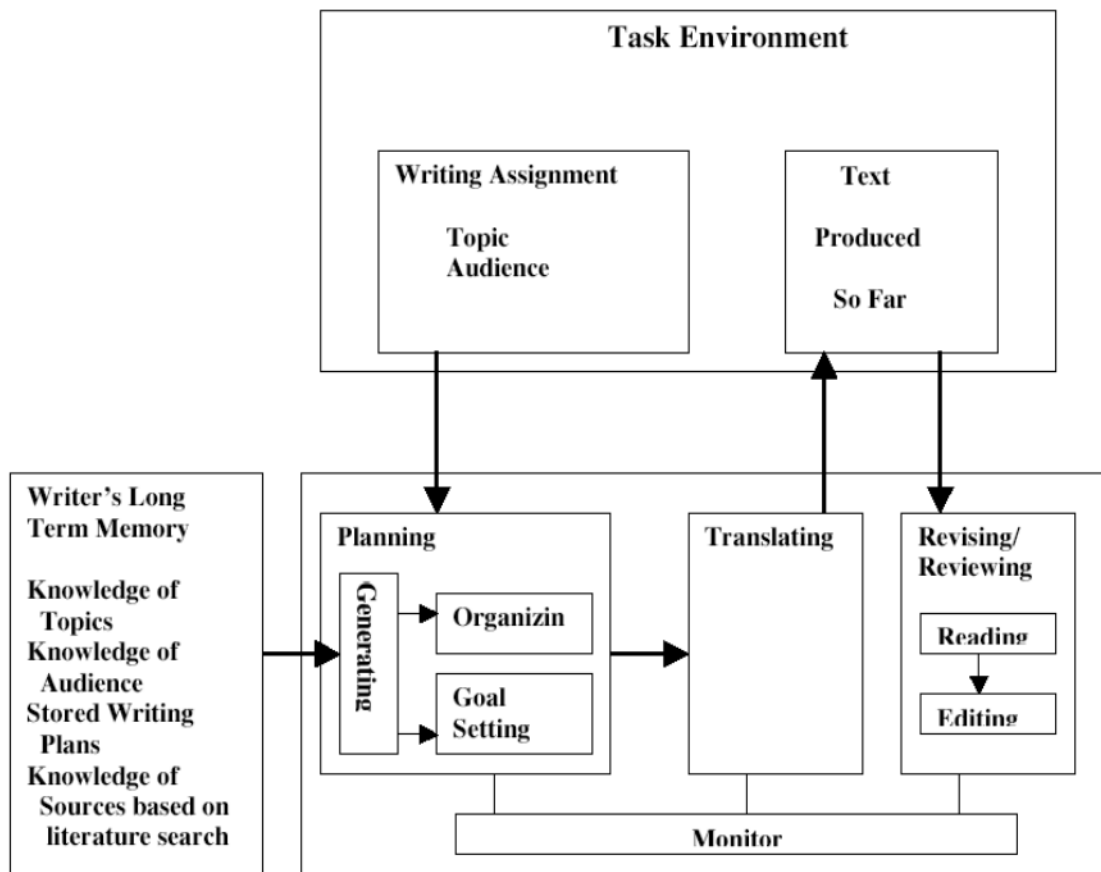 Task Environment
Writing Assignment
Topic
Audience
Text
Produced
So Far
Writer’s Long
Term Memory
Knowledge of
Topics
Knowledge of
Audience
Stored Writing
Plans
Knowledge of
Sources based on
literature search
Planning
Generating
Organizin
Goal
Setting
Translating
Revising/
Reviewing
Reading
Editing
Monitor